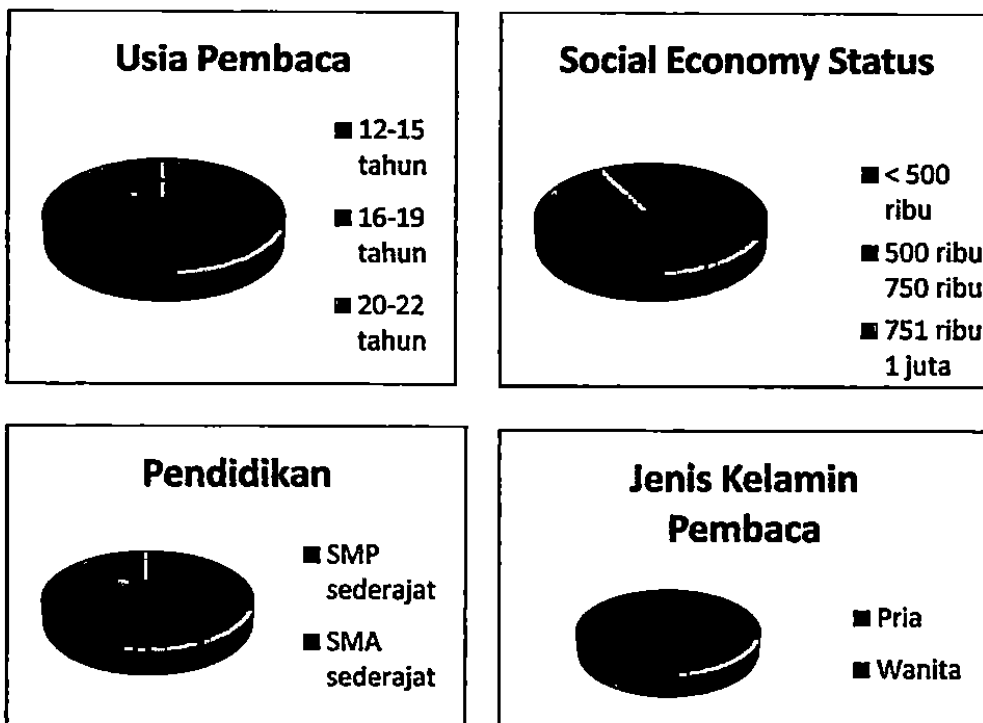 Usia Pembaca
12-15
tahun
16-19
tahun
20-22
tahun
Social Economy Status
< 500
ribu
500 ribu
750 ribu
751 ribu
1 juta
Pendidikan
SMP
sederajat
SMA
sederajat
Jenis Kelamin
Pembaca
Pria
Wanita